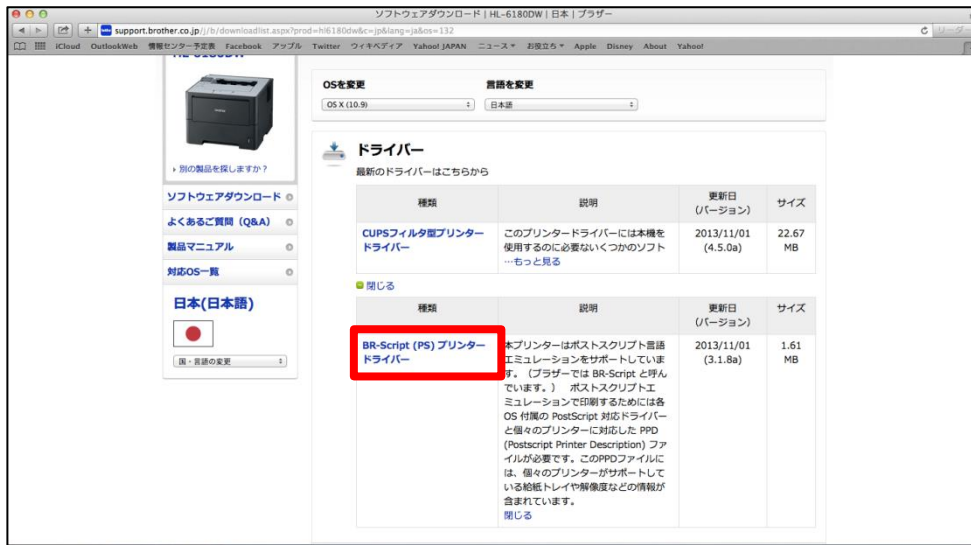 ソフトウェアダウンロード | HL-6180DW | 日本 | ブラザー
support.brother.co.jp/j/b/downloadlist.aspx?prod=hl6180dw&c=jp&lang=ja&os=132
リーダー
iCloud OutlookWeb 情報センター予定表 Facebook アップル Twitter ウィキペディア Yahoo! JAPAN ニュース お役立ち Apple Disney About Yahoo!
HL-6180DW
別の製品を探しますか?
ソフトウェアダウンロード
よくあるご質問(Q&A)
製品マニュアル
対応OS一覧
日本(日本語)
国・言語の変更
OSを変更 言語を変更
OS X (10.9) 日本語
ドライバー
最新のドライバーはこちらから
種類 説明 更新日 サイズ
(バージョン)
CUPSフィルタ型プリンター このプリンタードライバーには本機を 2013/11/01 22.67
ドライバー 使用するのに必要ないくつかのソフト (4.5.0a) MB
…もっと見る
閉じる
種類 説明 更新日 サイズ
(バージョン)
BR-Script (PS) プリンター 本プリンターはポストスクリプト言語 2013/11/01 1.61
ドライバー エミュレーションをサポートしていま (3.1.8a) MB
す。(ブラザーでは BR-Script と呼ん
でいます。) ポストスクリプトエ
ミュレーションで印刷するためには各
OS 付属の PostScript 対応ドライバー
と個々のプリンターに対応した PPD
(Postscript Printer Description) ファ
イルが必要です。このPPDファイルに
は、個々のプリンターがサポートして
いる給紙トレイや解像度などの情報が
含まれています。
閉じる